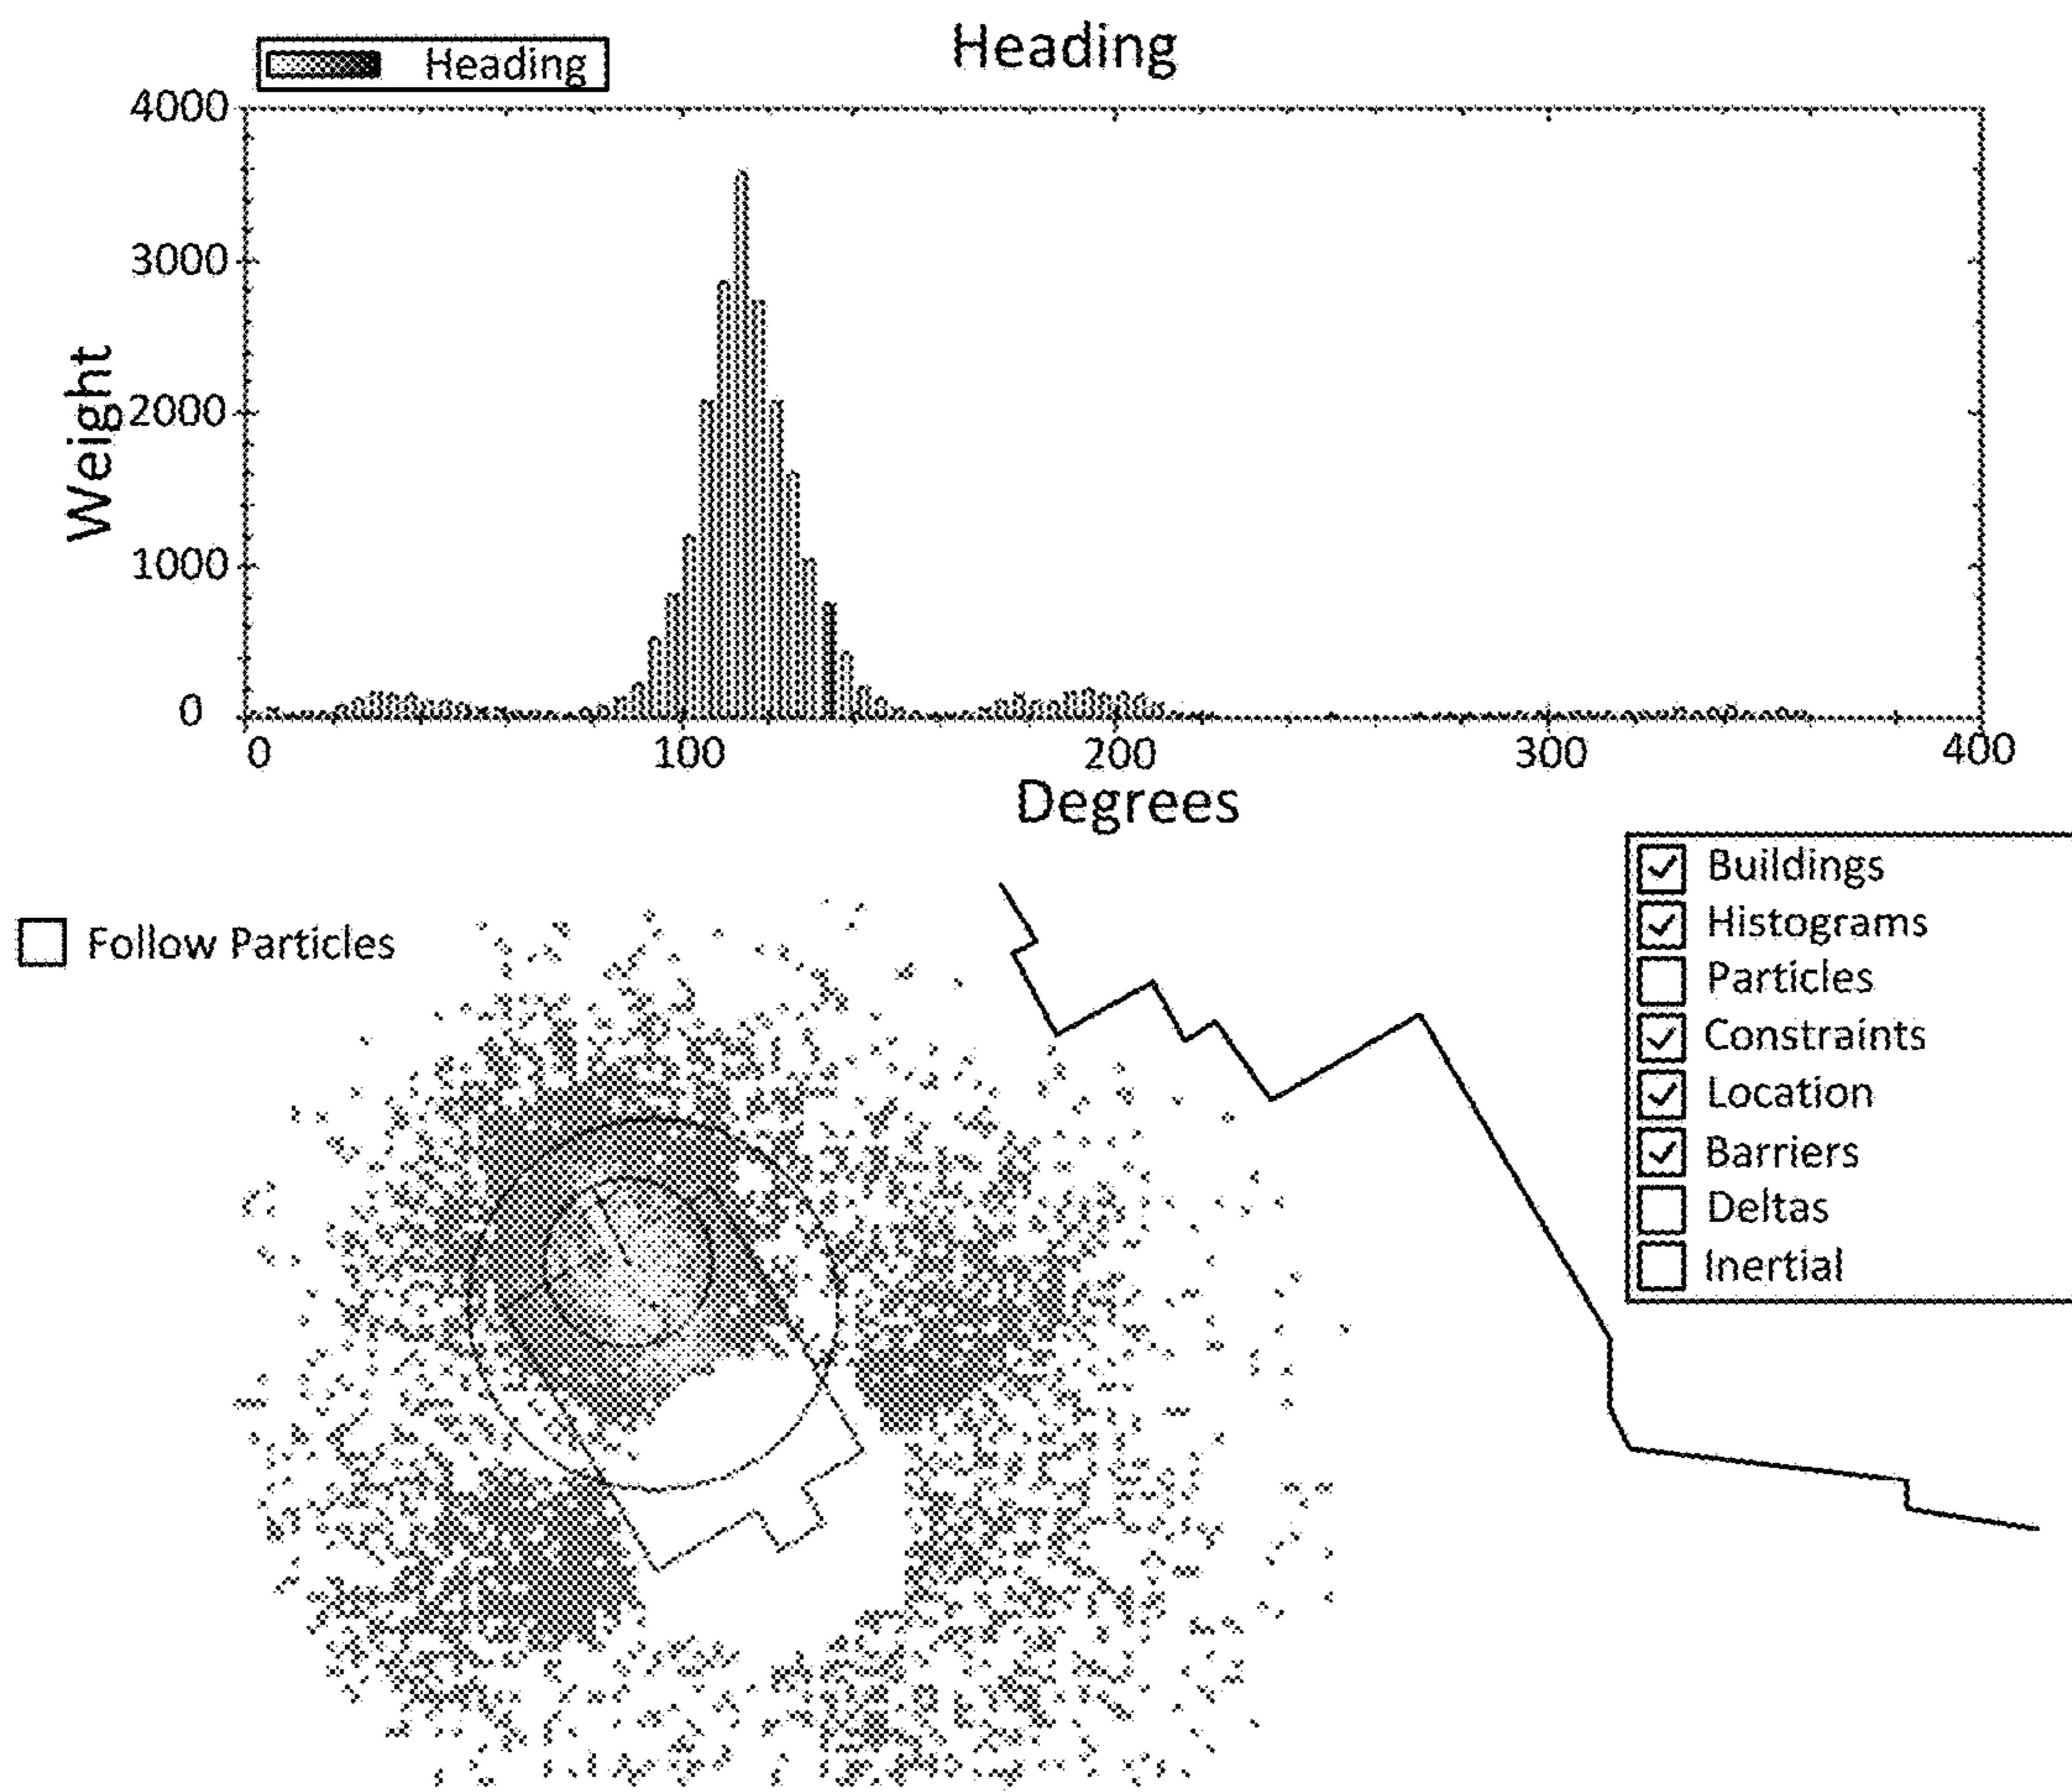 Heading
Heading
4000
3000
2000
1000
0
Weight
0 100 200 300 400
Degrees
Follow Particles
Buildings
Histograms
Particles
Constraints
Location
Barriers
Deltas
Inertial